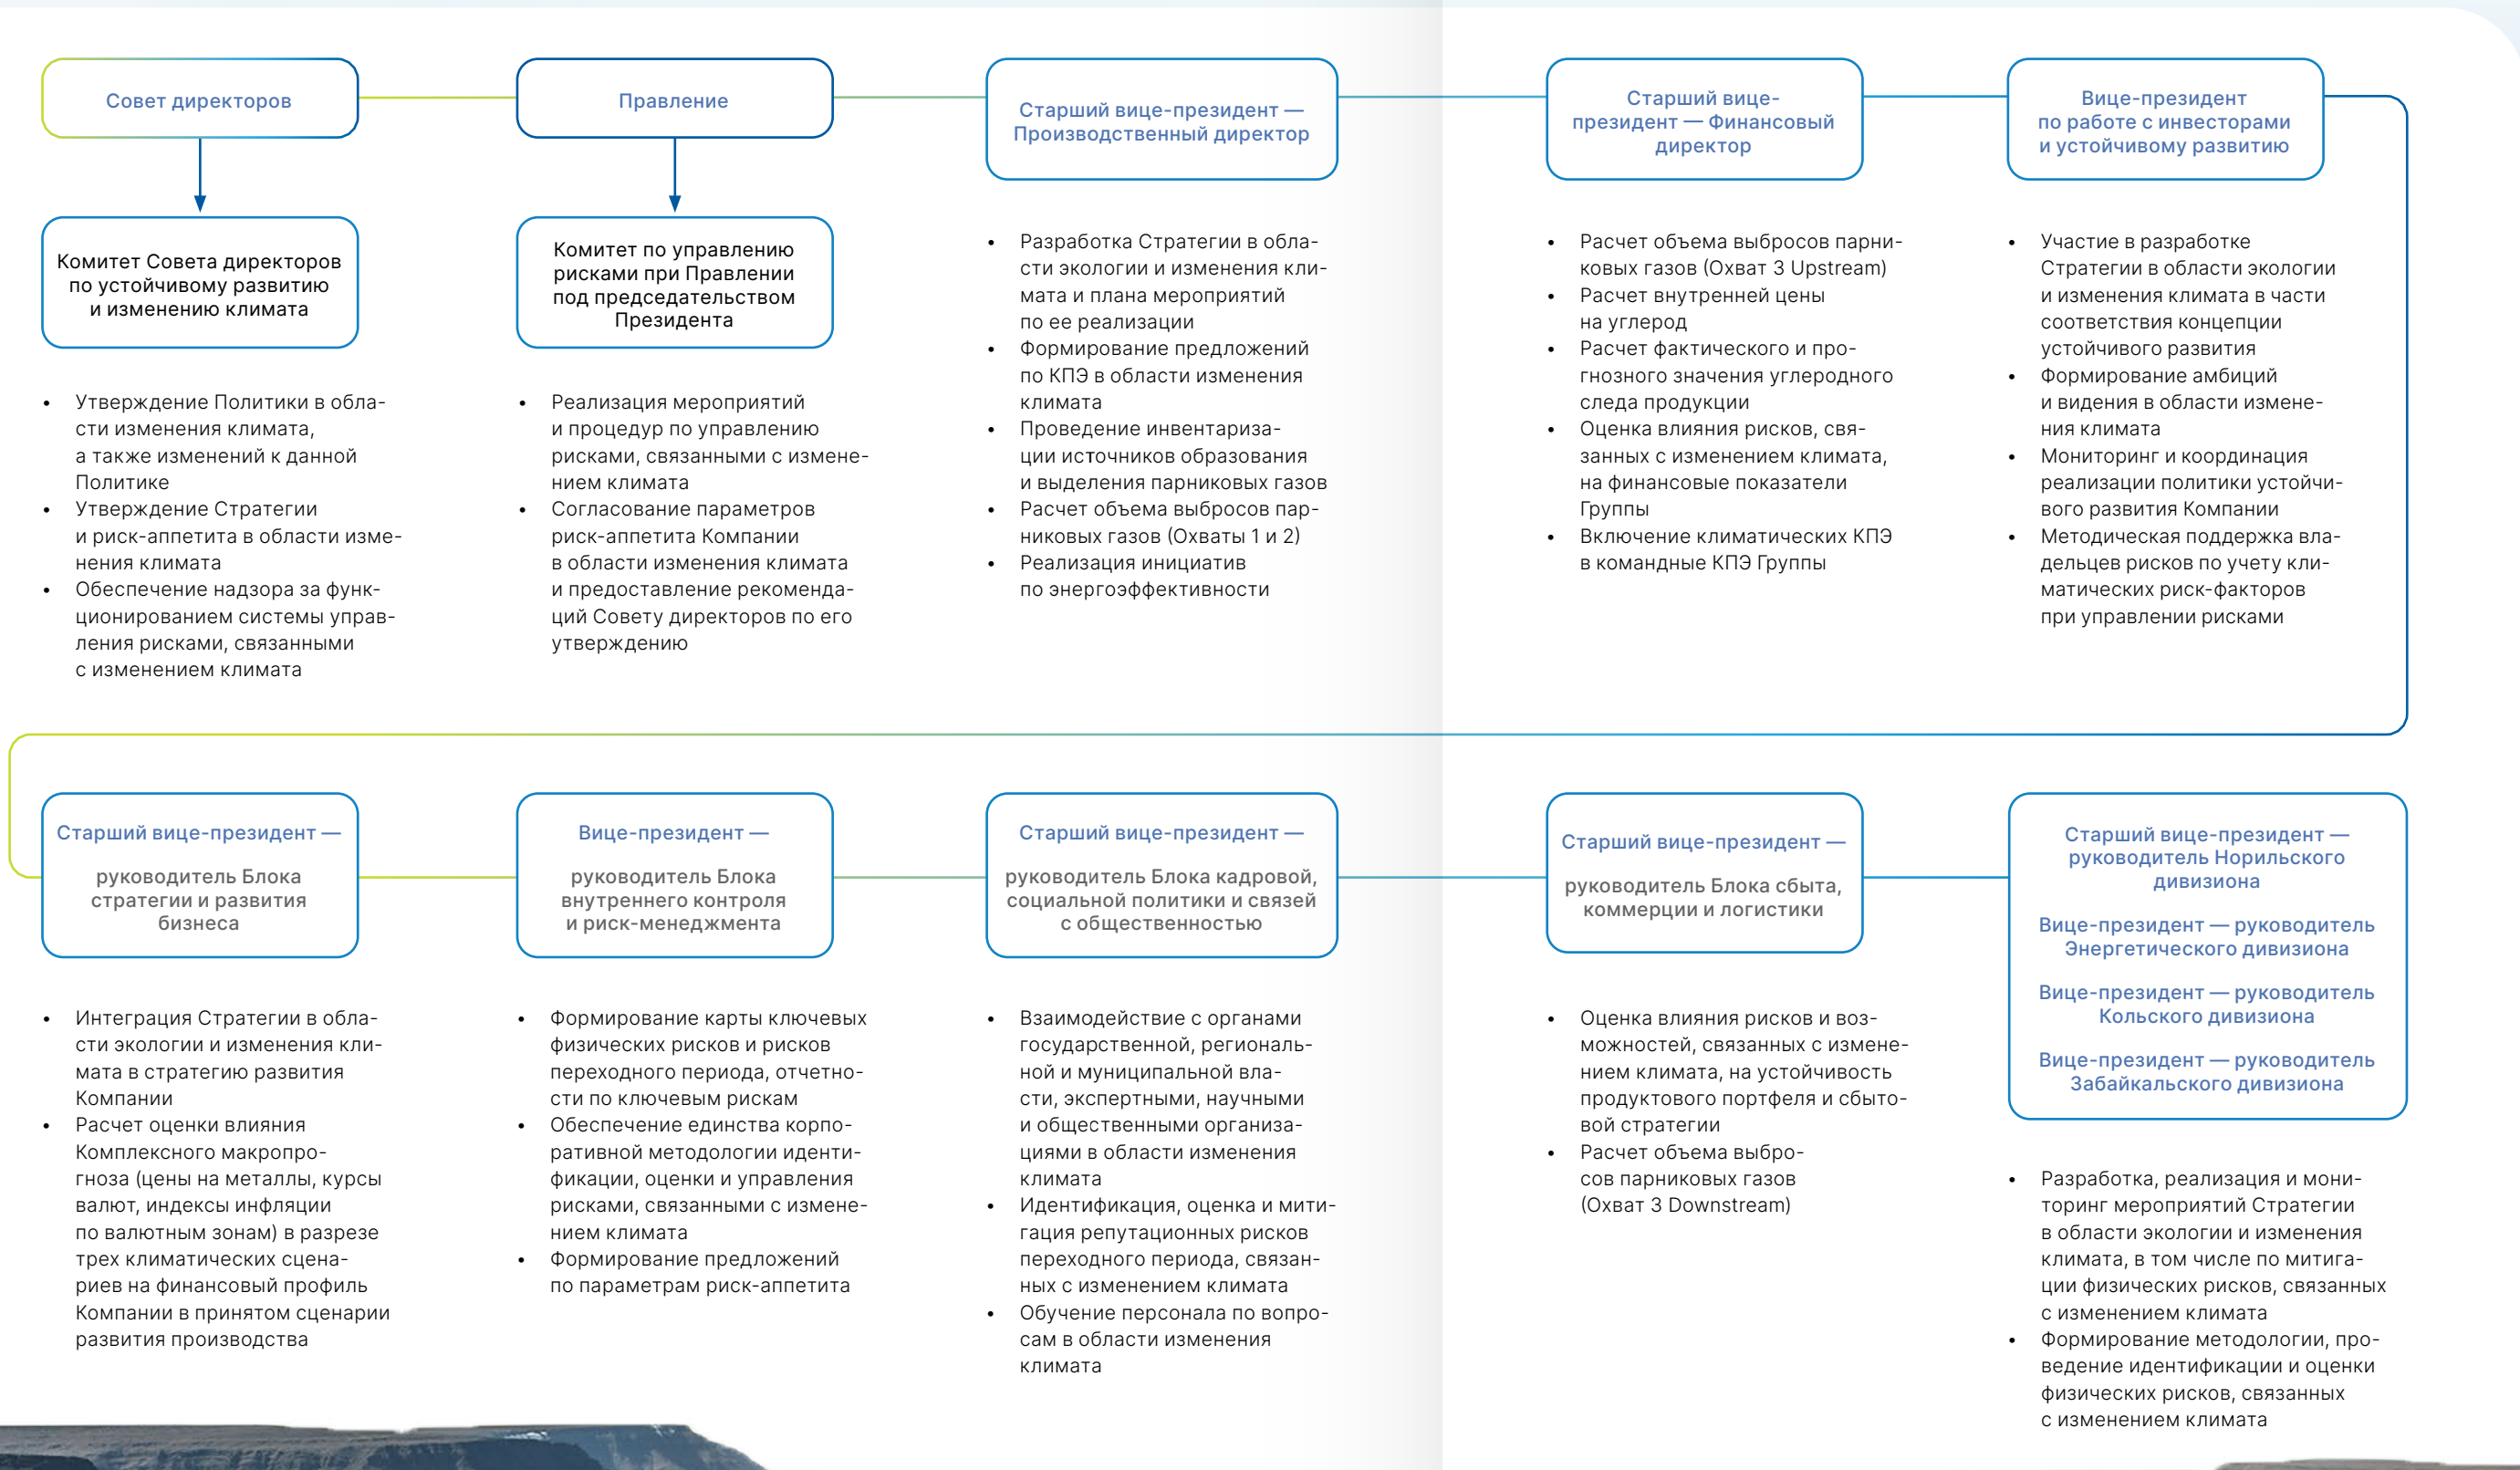 Совет директоров
Комитет Совета директоров
по устойчивому развитию
и изменению климата
• Утверждение Политики в обла-
сти изменения климата,
а также изменений к данной
Политике
• Утверждение Стратегии
и риск-аппетита в области изме-
нения климата
• Обеспечение надзора за функ-
ционированием системы управ-
ления рисками, связанными
с изменением климата
Правление
Комитет по управлению
рисками при Правлении
под председательством
Президента
• Реализация мероприятий
и процедур по управлению
рисками, связанными с измене-
нием климата
• Согласование параметров
риск-аппетита Компании
в области изменения климата
и предоставление рекоменда-
ций Совету директоров по его
утверждению
Старший вице-президент —
Производственный директор
• Разработка Стратегии в обла-
сти экологии и изменения кли-
мата и плана мероприятий
по ее реализации
• Формирование предложений
по КПЭ в области изменения
климата
• Проведение инвентариза-
ции источников образования
и выделения парниковых газов
• Расчет объема выбросов пар-
никовых газов (Охваты 1 и 2)
• Реализация инициатив
по энергоэффективности
Старший вице-
президент — Финансовый
директор
• Расчет объема выбросов парни-
ковых газов (Охват 3 Upstream)
• Расчет внутренней цены
на углерод
• Расчет фактического и про-
гнозного значения углеродного
следа продукции
• Оценка влияния рисков, свя-
занных с изменением климата,
на финансовые показатели
Группы
• Включение климатических КПЭ
в командные КПЭ Группы
Вице-президент
по работе с инвесторами
и устойчивому развитию
• Участие в разработке
Стратегии в области экологии
и изменения климата в части
соответствия концепции
устойчивого развития
• Формирование амбиций
и видения в области измене-
ния климата
• Мониторинг и координация
реализации политики устойчи-
вого развития Компании
• Методическая поддержка вла-
дельцев рисков по учету кли-
матических риск-факторов
при управлении рисками
Старший вице-президент —
руководитель Блока
стратегии и развития
бизнеса
• Интеграция Стратегии в обла-
сти экологии и изменения кли-
мата в стратегию развития
Компании
• Расчет оценки влияния
Комплексного макропро-
гноза (цены на металлы, курсы
валют, индексы инфляции
по валютным зонам) в разрезе
трех климатических сцена-
риев на финансовый профиль
Компании в принятом сценарии
развития производства
Вице-президент —
руководитель Блока
внутреннего контроля
и риск-менеджмента
• Формирование карты ключевых
физических рисков и рисков
переходного периода, отчетно-
сти по ключевым рискам
• Обеспечение единства корпо-
ративной методологии иденти-
фикации, оценки и управления
рисками, связанными с измене-
нием климата
• Формирование предложений
по параметрам риск-аппетита
Старший вице-президент —
руководитель Блока кадровой,
социальной политики и связей
с общественностью
• Взаимодействие с органами
государственной, региональ-
ной и муниципальной вла-
сти, экспертными, научными
и общественными организа-
циями в области изменения
климата
• Идентификация, оценка и мити-
гация репутационных рисков
переходного периода, связан-
ных с изменением климата
• Обучение персонала по вопро-
сам в области изменения
климата
Старший вице-президент —
руководитель Блока сбыта,
коммерции и логистики
• Оценка влияния рисков и воз-
можностей, связанных с измене-
нием климата, на устойчивость
продуктового портфеля и сбыто-
вой стратегии
• Расчет объема выбро-
сов парниковых газов
(Охват 3 Downstream)
Старший вице-президент —
руководитель Норильского
дивизиона
Вице-президент — руководитель
Энергетического дивизиона
Вице-президент — руководитель
Кольского дивизиона
Вице-президент — руководитель
Забайкальского дивизиона
• Разработка, реализация и мони-
торинг мероприятий Стратегии
в области экологии и изменения
климата, в том числе по митига-
ции физических рисков, связанных
с изменением климата
• Формирование методологии, про-
ведение идентификации и оценки
физических рисков, связанных
с изменением климата